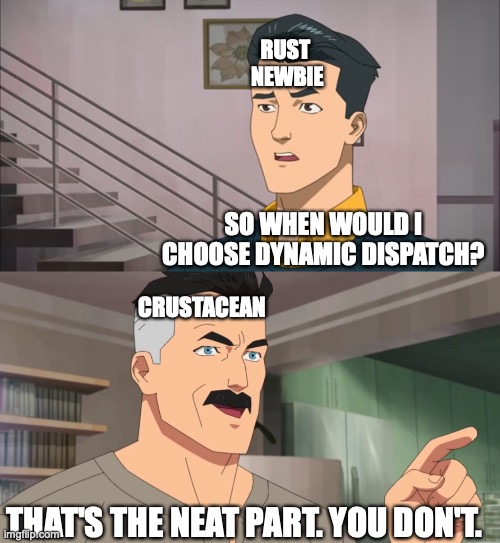 RUST
NEWBIE
SO WHEN WOULD I
CHOOSE DYNAMIC DISPATCH?
CRUSTACEAN
THAT'S THE NEAT PART. YOU DON'T.
imgflip.com